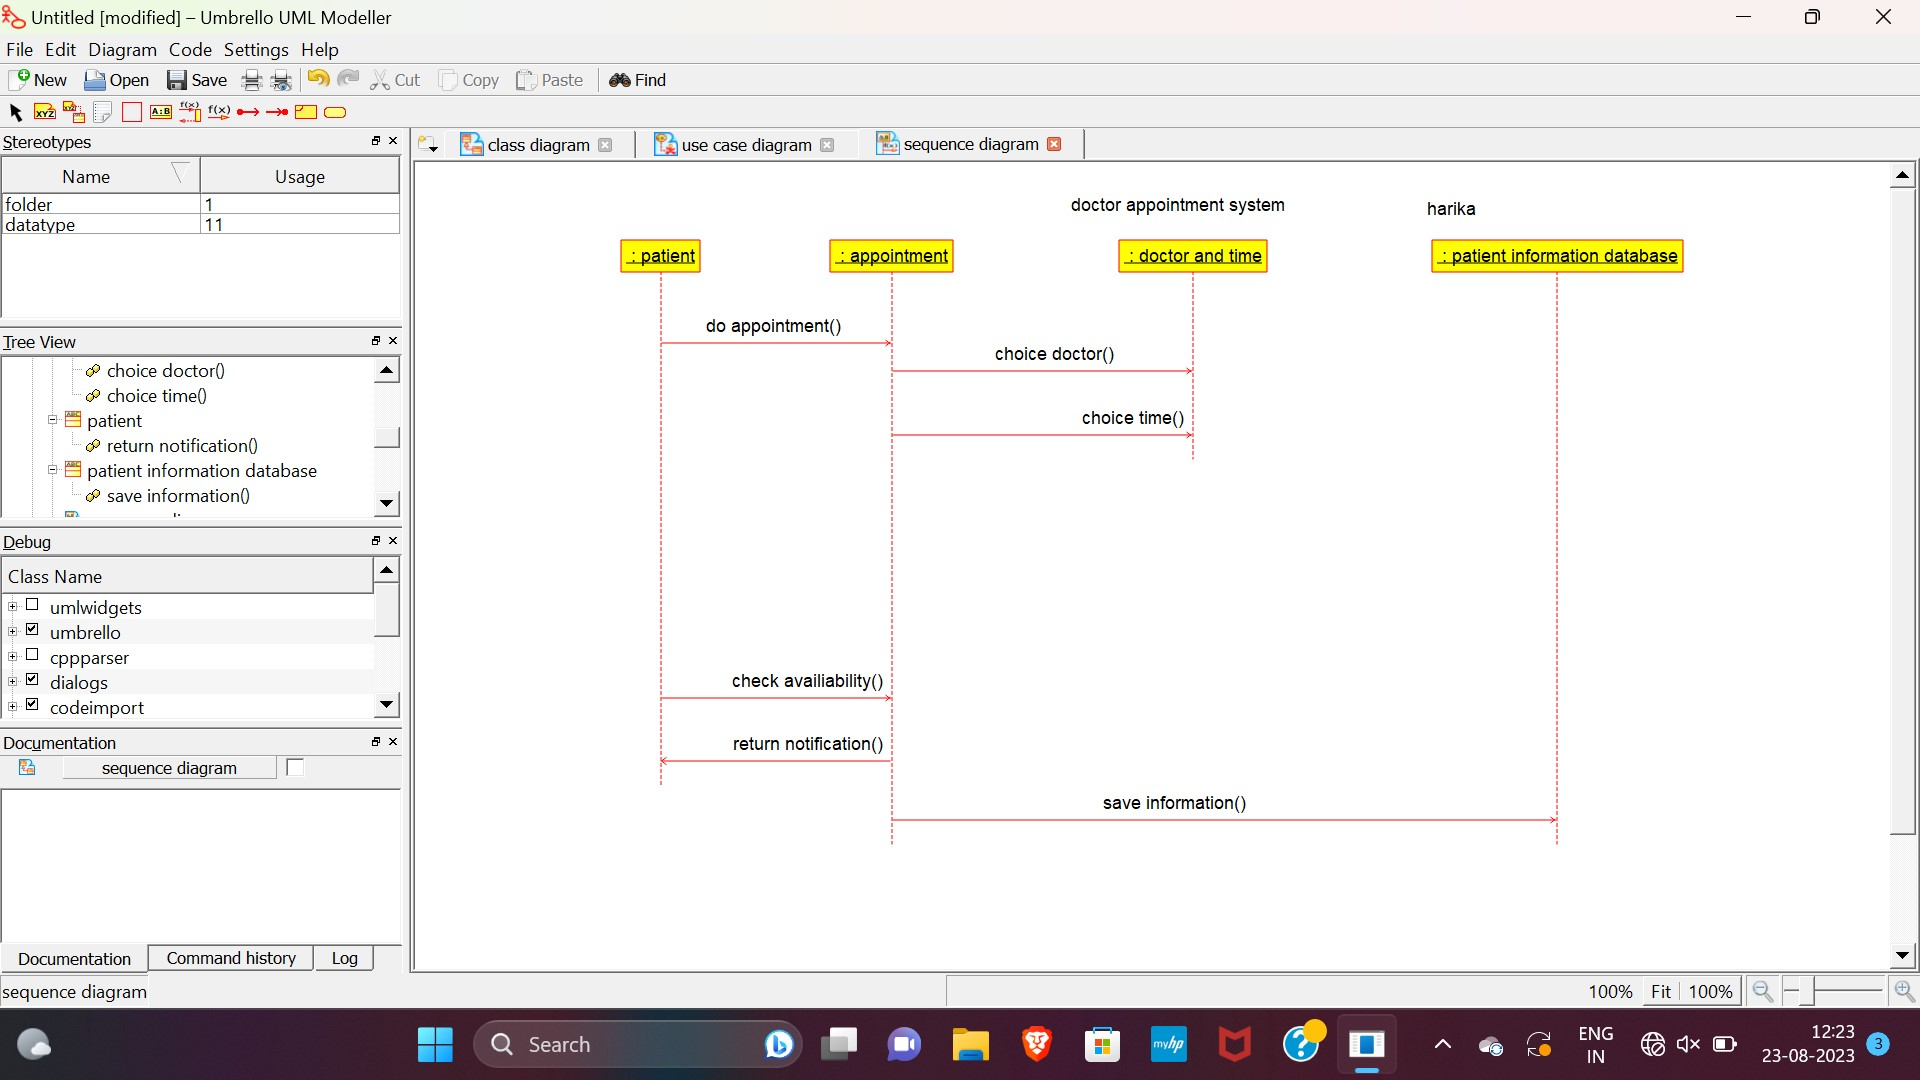 Untitled [modified] – Umbrello UML Modeller
File Edit Diagram Code Settings Help
New Open Save Cut Copy Paste Find
XYZ XYZ A:B f(x) f(x)
Stereotypes
Name Usage
folder 1
datatype 11
Tree View
choice doctor()
choice time()
patient
return notification()
patient information database
save information()
Debug
Class Name
umlwidgets
umbrello
cppparser
dialogs
codeimport
Documentation
sequence diagram
Documentation Command history Log
sequence diagram
class diagram use case diagram sequence diagram
doctor appointment system harika
: patient : appointment : doctor and time : patient information database
do appointment()
choice doctor()
choice time()
check availiability()
return notification()
save information()
100% Fit 100%
Search
myhp
ENG
IN
12:23
23-08-2023
3